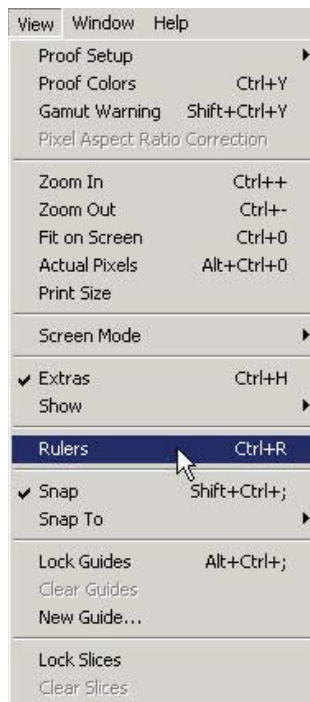 View Window Help
Proof Setup
Proof Colors Ctrl+Y
Gamut Warning Shift+Ctrl+Y
Pixel Aspect Ratio Correction
Zoom In Ctrl++
Zoom Out Ctrl+-
Fit on Screen Ctrl+0
Actual Pixels Alt+Ctrl+0
Print Size
Screen Mode
Extras Ctrl+H
Show
Rulers Ctrl+R
Snap Shift+Ctrl+;
Snap To
Lock Guides Alt+Ctrl+;
Clear Guides
New Guide...
Lock Slices
Clear Slices